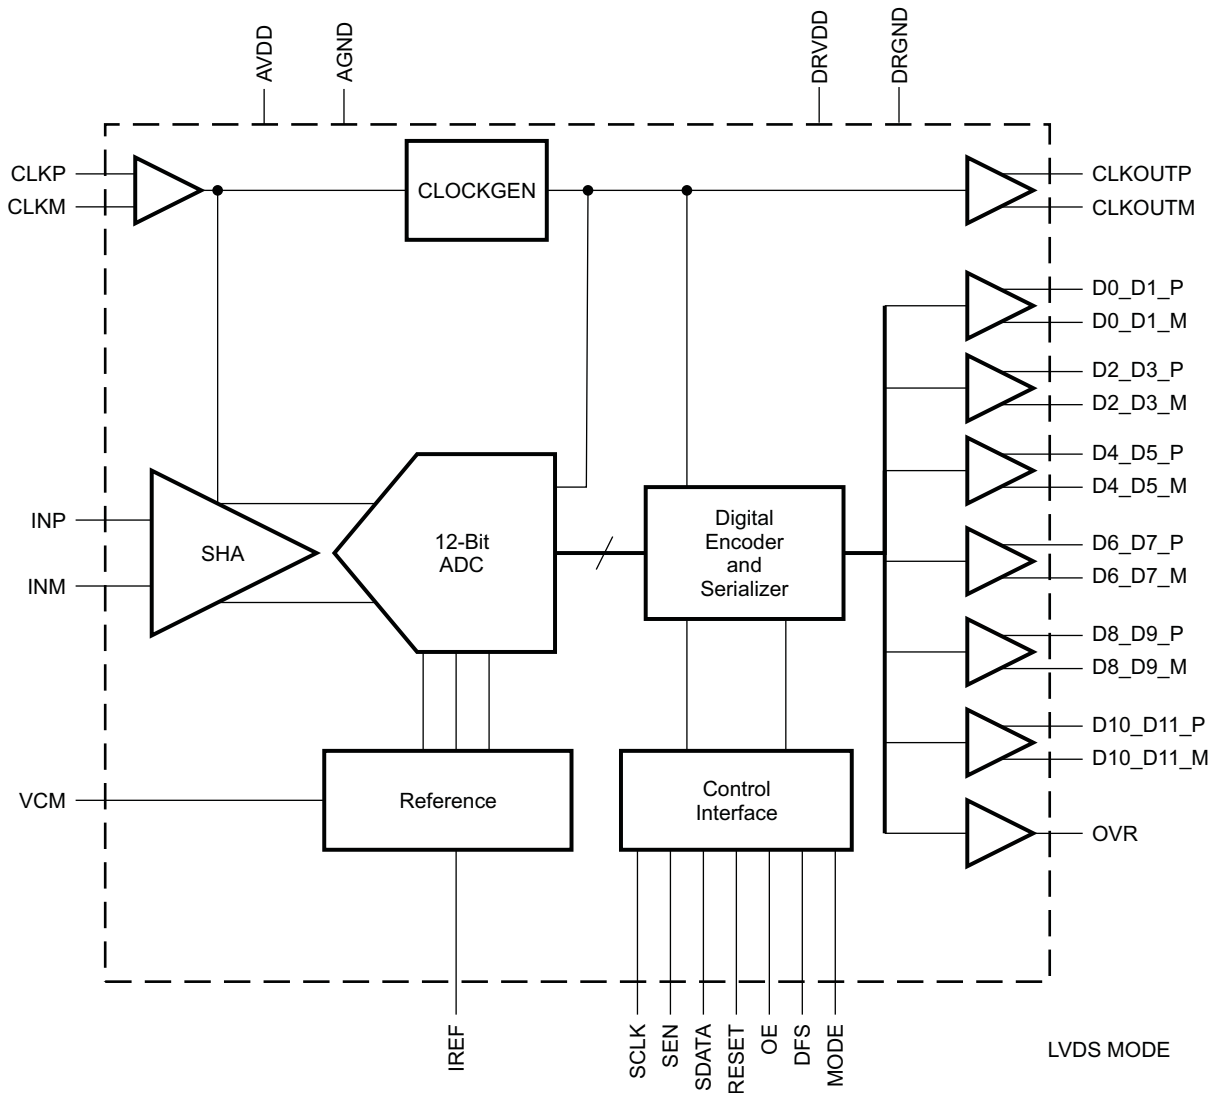 AVDD
AGND
DRVDD
DRGND
CLKP
CLKM
CLOCKGEN
CLKOUTP
CLKOUTM
D0_D1_P
D0_D1_M
D2_D3_P
D2_D3_M
D4_D5_P
D4_D5_M
INP
INM
SHA
12-Bit
ADC
Digital
Encoder
and
Serializer
D6_D7_P
D6_D7_M
D8_D9_P
D8_D9_M
D10_D11_P
D10_D11_M
VCM
Reference
Control
Interface
OVR
IREF
SCLK
SEN
SDATA
RESET
OE
DFS
MODE
LVDS MODE